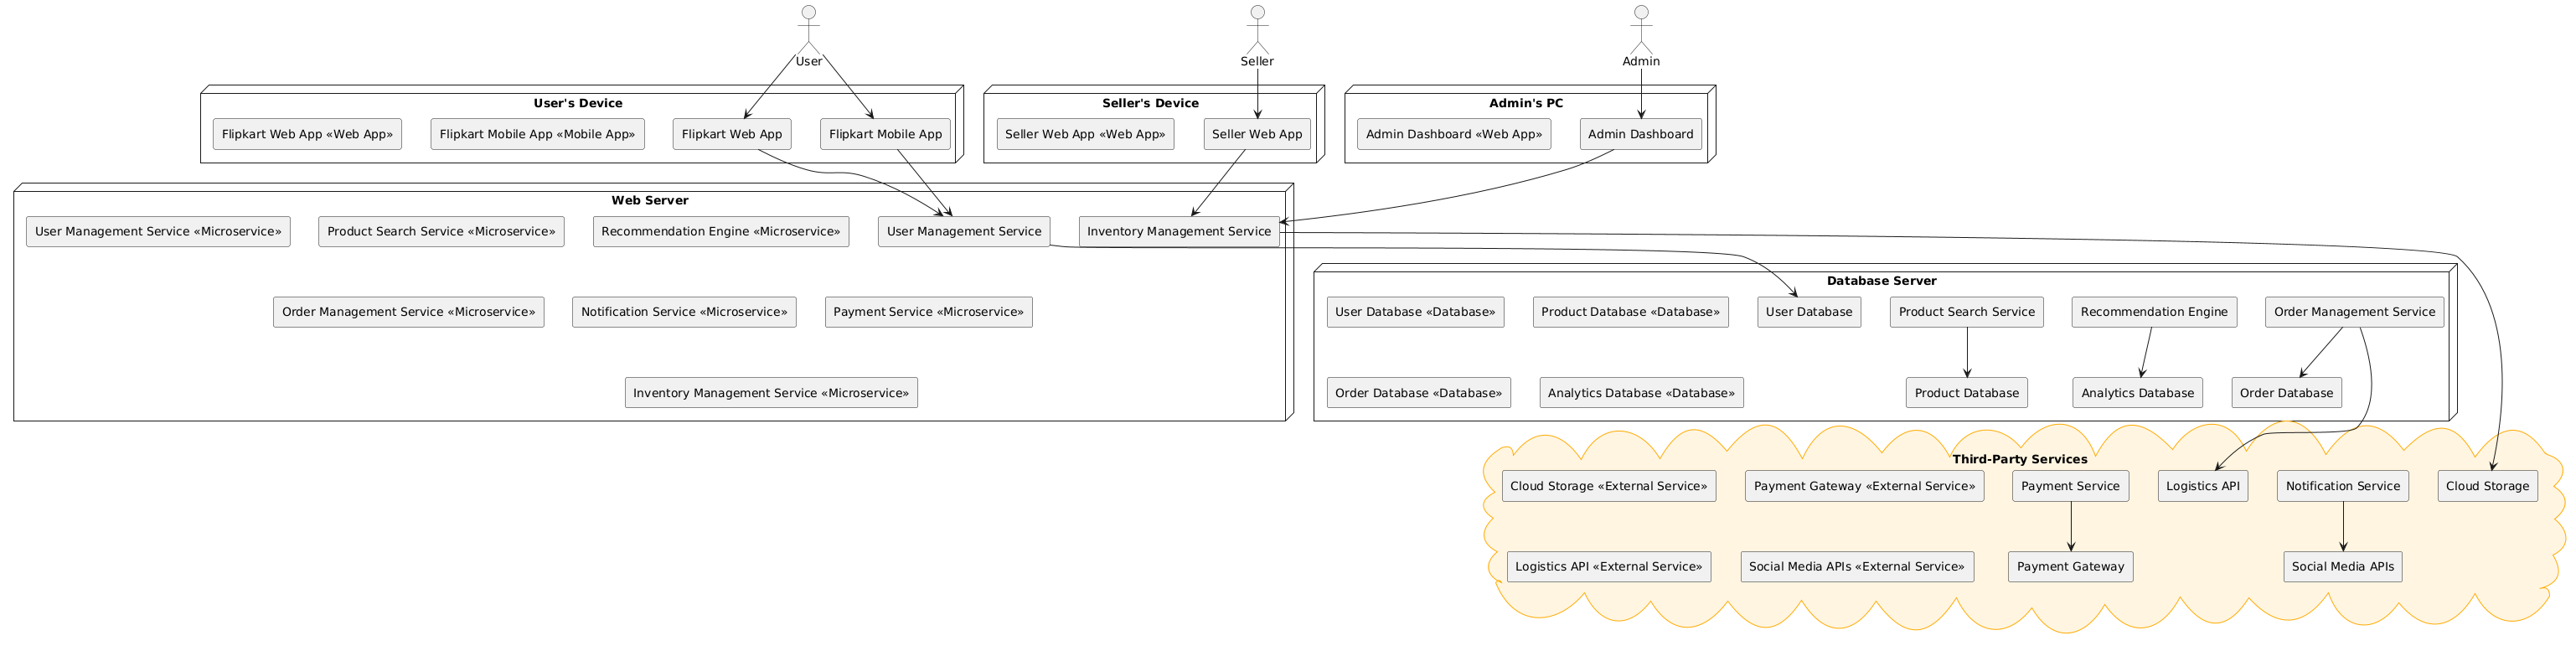 User
Seller
Admin
User's Device
Seller's Device
Admin's PC
Flipkart Web App «Web App»
Flipkart Mobile App «Mobile App»
Flipkart Web App
Flipkart Mobile App
Seller Web App «Web App»
Seller Web App
Admin Dashboard «Web App»
Admin Dashboard
Web Server
User Management Service «Microservice»
Product Search Service «Microservice»
Recommendation Engine «Microservice»
User Management Service
Inventory Management Service
Order Management Service «Microservice»
Notification Service «Microservice»
Payment Service «Microservice»
Inventory Management Service «Microservice»
Database Server
User Database «Database»
Product Database «Database»
User Database
Product Search Service
Recommendation Engine
Order Management Service
Order Database «Database»
Analytics Database «Database»
Product Database
Analytics Database
Order Database
Third-Party Services
Cloud Storage «External Service»
Payment Gateway «External Service»
Payment Service
Logistics API
Notification Service
Cloud Storage
Logistics API «External Service»
Social Media APIs «External Service»
Payment Gateway
Social Media APIs